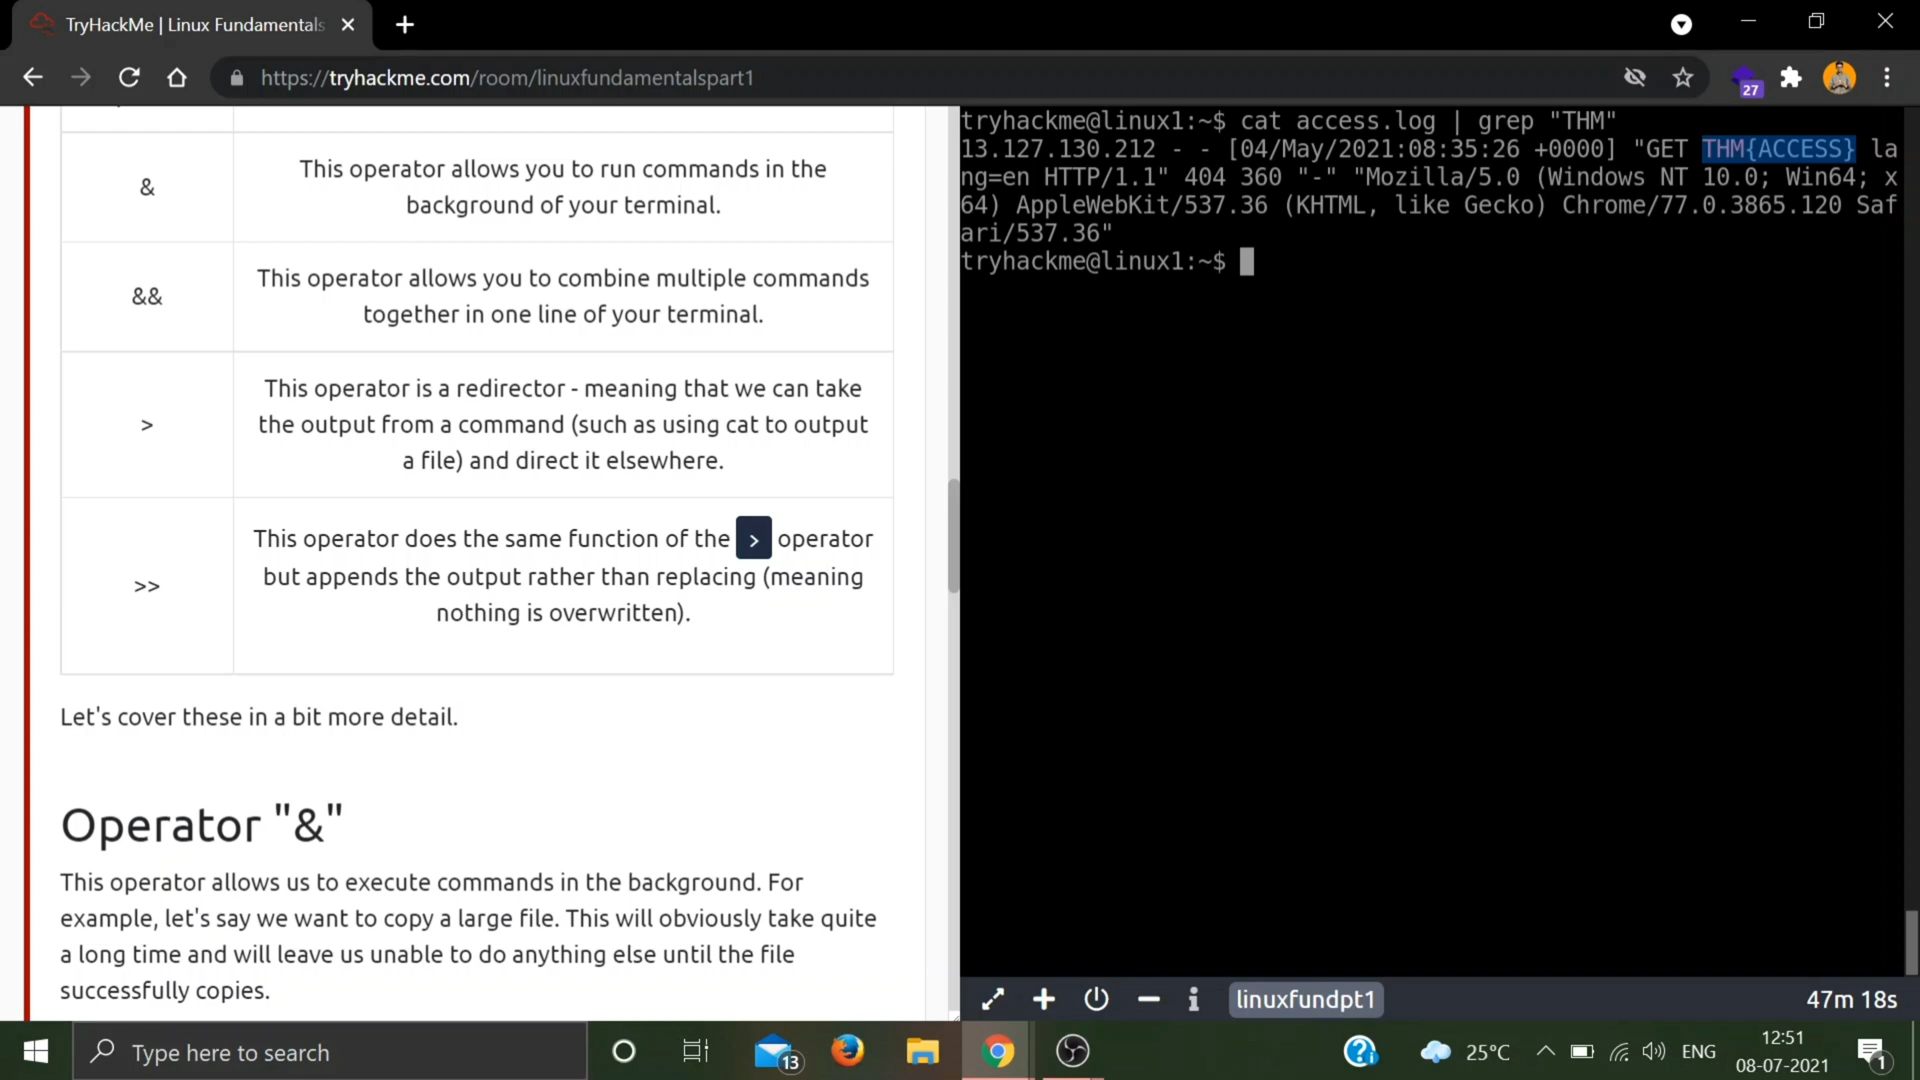 TryHackMe | Linux Fundamentals
https://tryhackme.com/room/linuxfundamentalspart1
27
&
This operator allows you to run commands in the
background of your terminal.
&&
This operator allows you to combine multiple commands
together in one line of your terminal.
>
This operator is a redirector - meaning that we can take
the output from a command (such as using cat to output
a file) and direct it elsewhere.
>>
This operator does the same function of the > operator
but appends the output rather than replacing (meaning
nothing is overwritten).
Let's cover these in a bit more detail.
Operator "&"
This operator allows us to execute commands in the background. For
example, let's say we want to copy a large file. This will obviously take quite
a long time and will leave us unable to do anything else until the file
successfully copies.
tryhackme@linux1:~$ cat access.log | grep "THM"
13.127.130.212 - - [04/May/2021:08:35:26 +0000] "GET THM{ACCESS} la
ng=en HTTP/1.1" 404 360 "-" "Mozilla/5.0 (Windows NT 10.0; Win64; x
64) AppleWebKit/537.36 (KHTML, like Gecko) Chrome/77.0.3865.120 Saf
ari/537.36"
tryhackme@linux1:~$
linuxfundpt1
47m 18s
Type here to search
13
25°C
ENG
12:51
08-07-2021
1